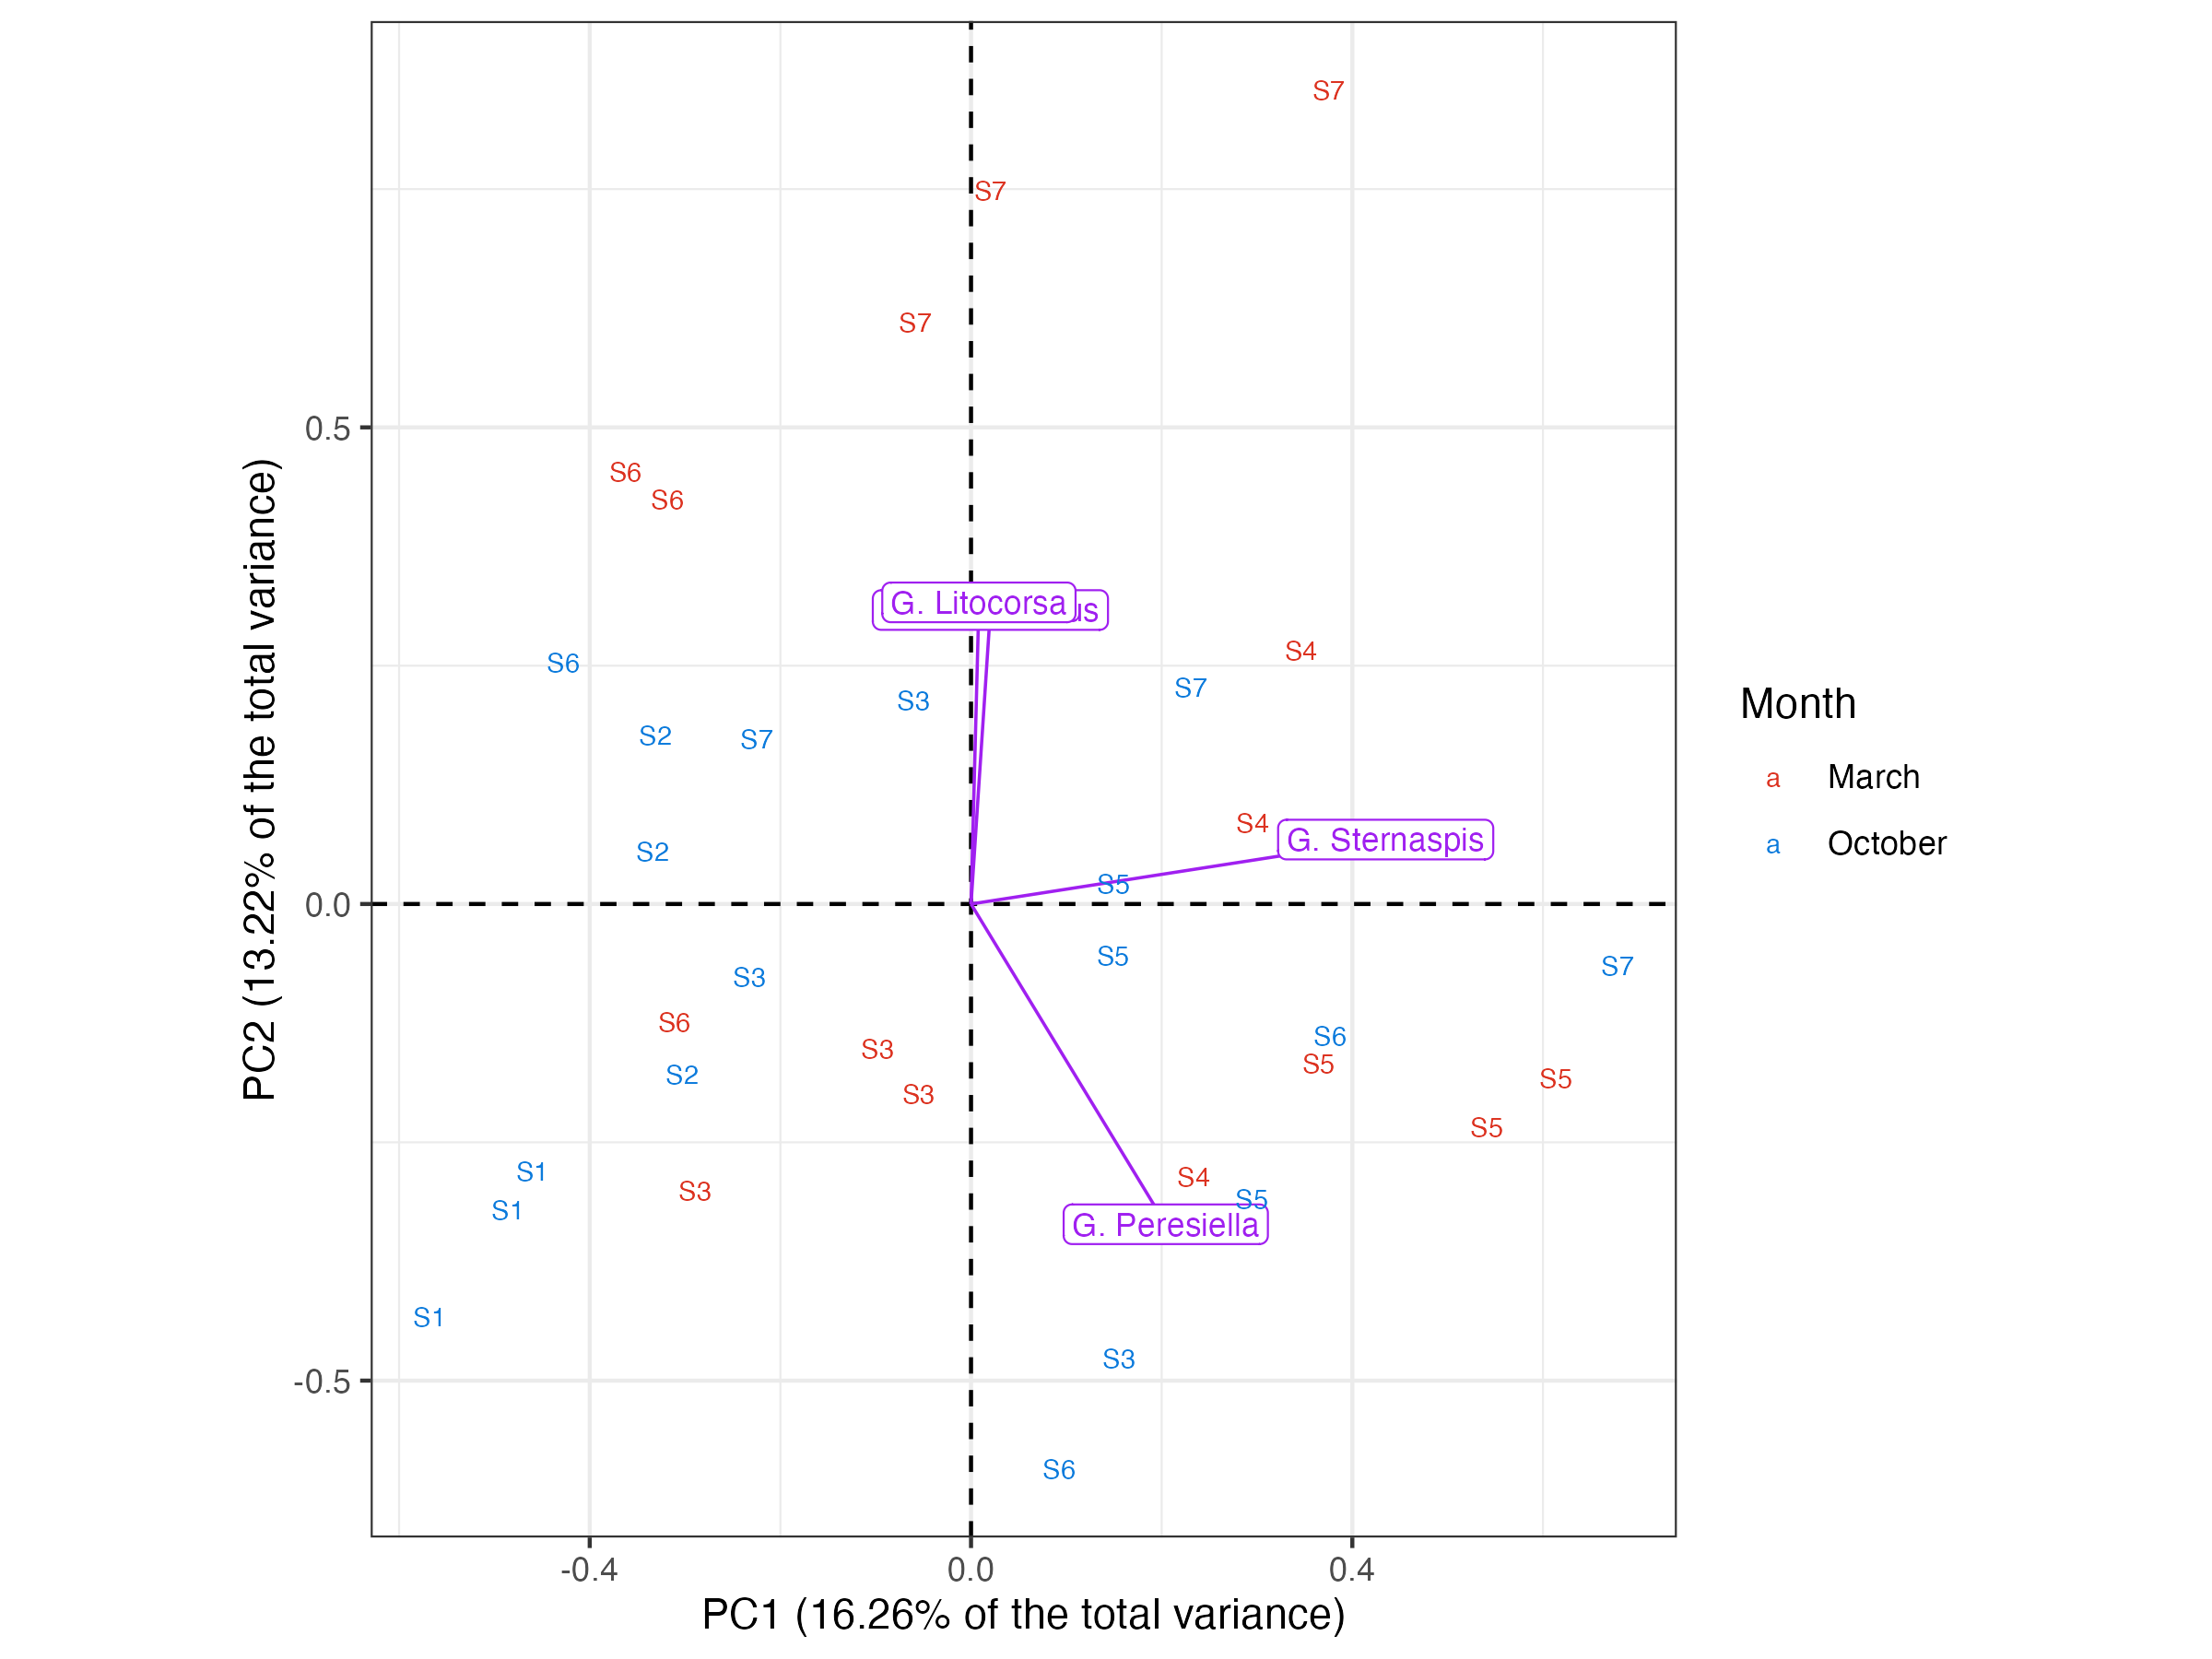 S7
S7
S7
0.5
S6
S6
G. Litocorsa
S4
S6
S7
S3
S2
S7
Month
a March
a October
S4
G. Sternaspis
S2
S5
0.0
S5
S7
S3
S6
S6
S3
S5
S2
S5
S3
S5
S1
S4
S3
S5
S1
G. Peresiella
S1
S3
-0.5
S6
-0.4 0.0 0.4
PC1 (16.26% of the total variance)
PC2 (13.22% of the total variance)